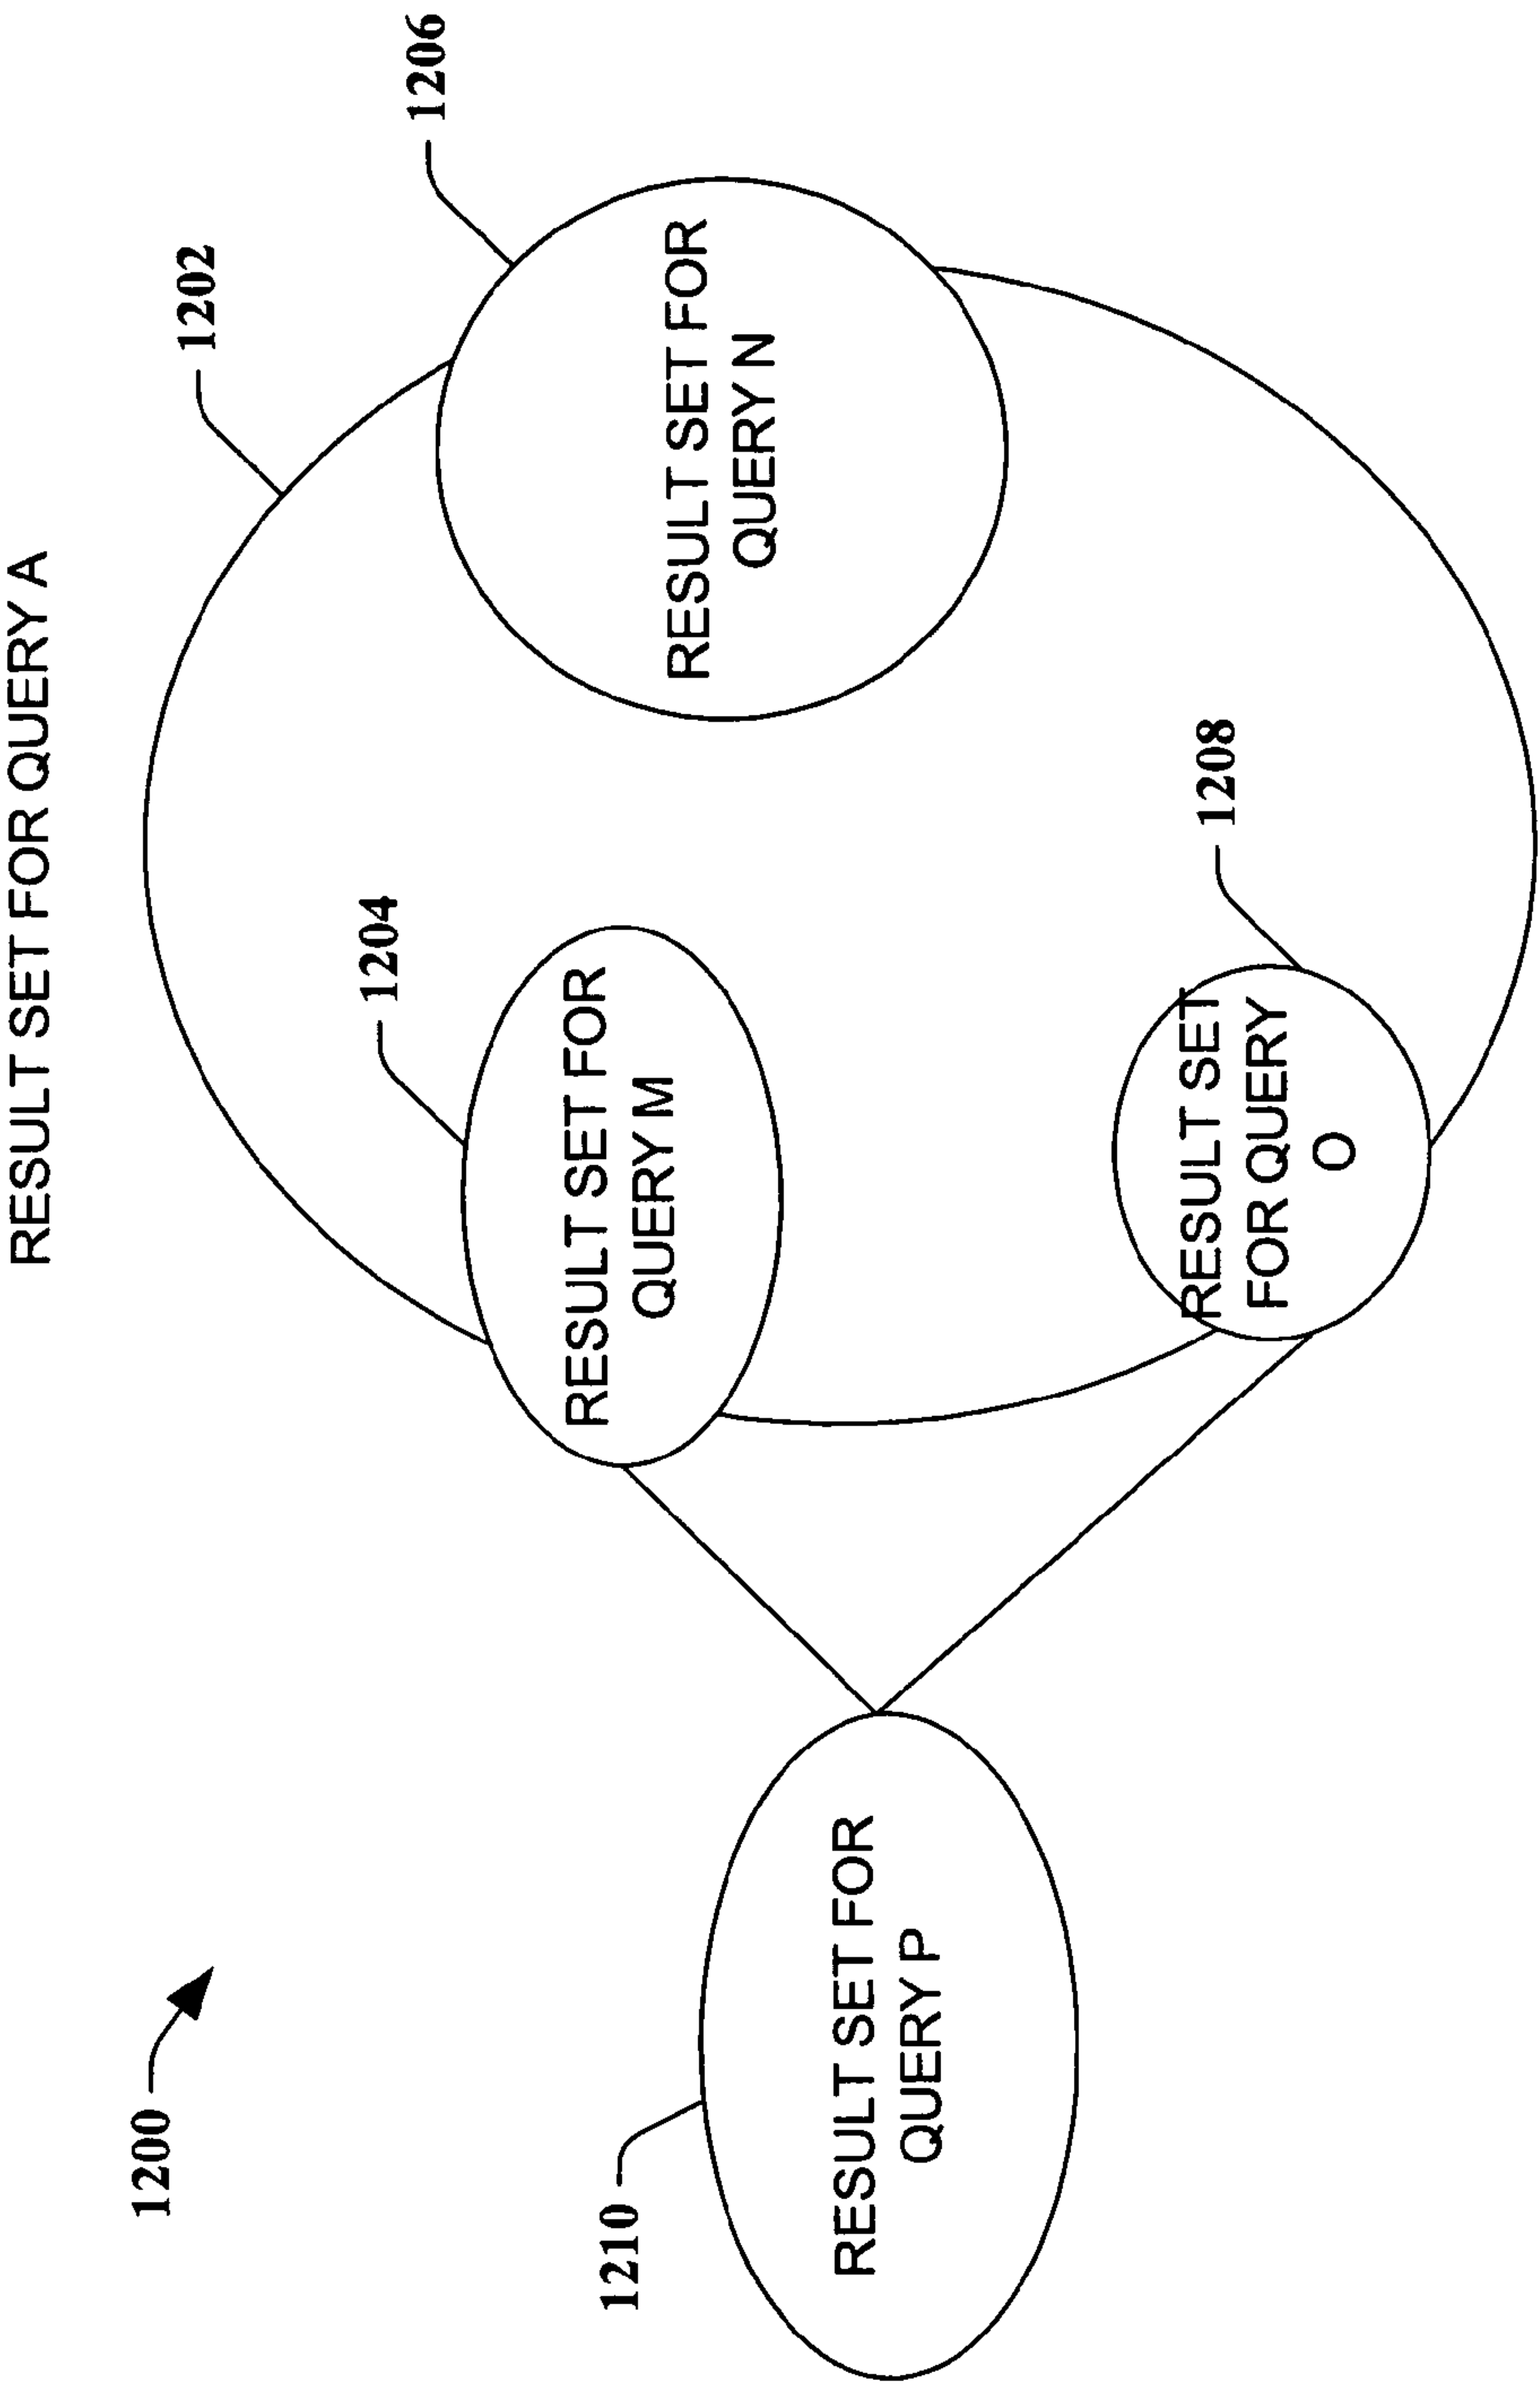 RESULT SET FOR QUERY A
1200
1202
1204
1206
RESULT SET FOR
QUERY M
RESULT SET FOR
QUERY N
1210
RESULT SET FOR
QUERY P
1208
RESULT SET
FOR QUERY
O